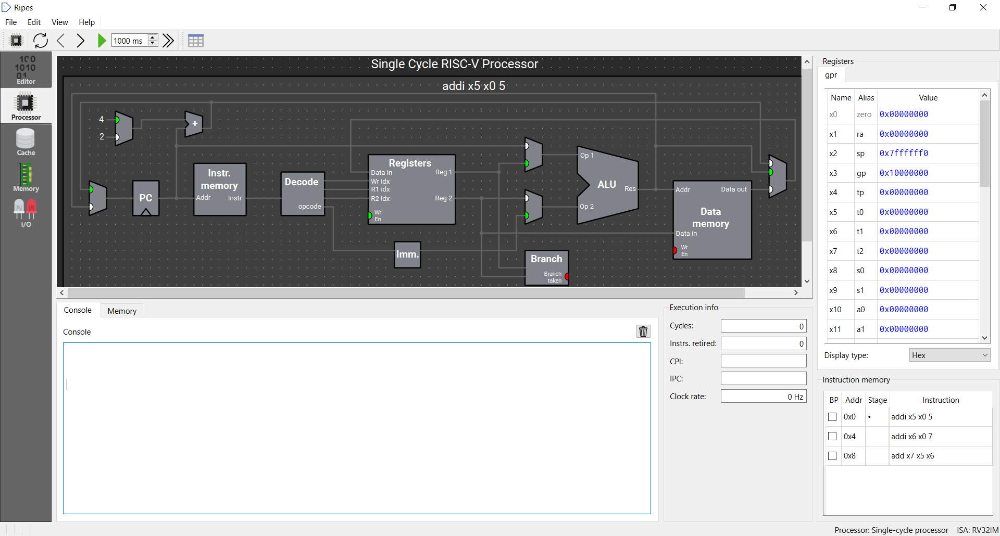 Ripes
File Edit View Help
1000 ms
Editor
Processor
Cache
Memory
I/O
Single Cycle RISC-V Processor
addi x5 x0 5
4
2
+
PC
Instr. memory
Addr Instr
Decode
opcode
Registers
Data in
Wr idx
R1 idx
R2 idx
Wr En
Reg 1
Reg 2
Imm.
Op 1
Op 2
ALU
Res
Branch
Branch taken
Addr Data out
Data memory
Data in
Wr En
Console Memory
Console
Execution info
Cycles: 0
Instrs. retired: 0
CPI:
IPC:
Clock rate: 0 Hz
Registers
gpr
Name Alias Value
x0 zero 0x00000000
x1 ra 0x00000000
x2 sp 0x7ffffff0
x3 gp 0x10000000
x4 tp 0x00000000
x5 t0 0x00000000
x6 t1 0x00000000
x7 t2 0x00000000
x8 s0 0x00000000
x9 s1 0x00000000
x10 a0 0x00000000
x11 a1 0x00000000
Display type: Hex
Instruction memory
BP Addr Stage Instruction
0x0 • addi x5 x0 5
0x4 addi x6 x0 7
0x8 add x7 x5 x6
Processor: Single-cycle processor ISA: RV32IM